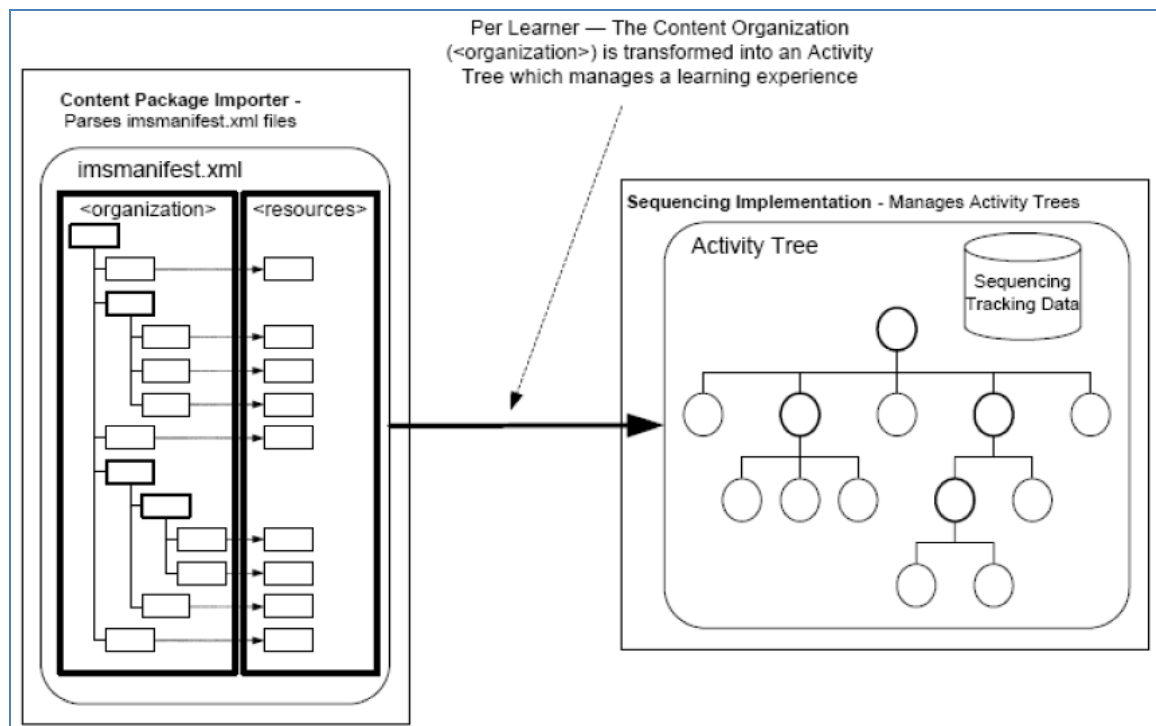 Per Learner — The Content Organization
(<organization>) is transformed into an Activity
Tree which manages a learning experience
Content Package Importer -
Parses imsmanifest.xml files
imsmanifest.xml
<organization>
<resources>
Sequencing Implementation - Manages Activity Trees
Activity Tree
Sequencing
Tracking Data